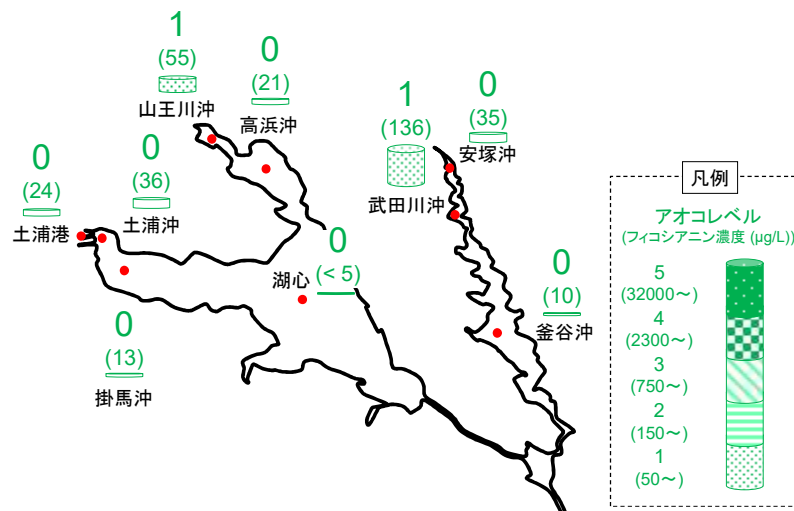 1
(55)
山王川沖
0
(21)
高浜沖
1
(136)
武田川沖
0
(35)
安塚沖
0
(24)
土浦港
0
(36)
土浦沖
0
(13)
掛馬沖
湖心
0
(< 5)
0
(10)
釜谷沖
凡例
アオコレベル
(フィコシアニン濃度 (μg/L))
5
(32000～)
4
(2300～)
3
(750～)
2
(150～)
1
(50～)